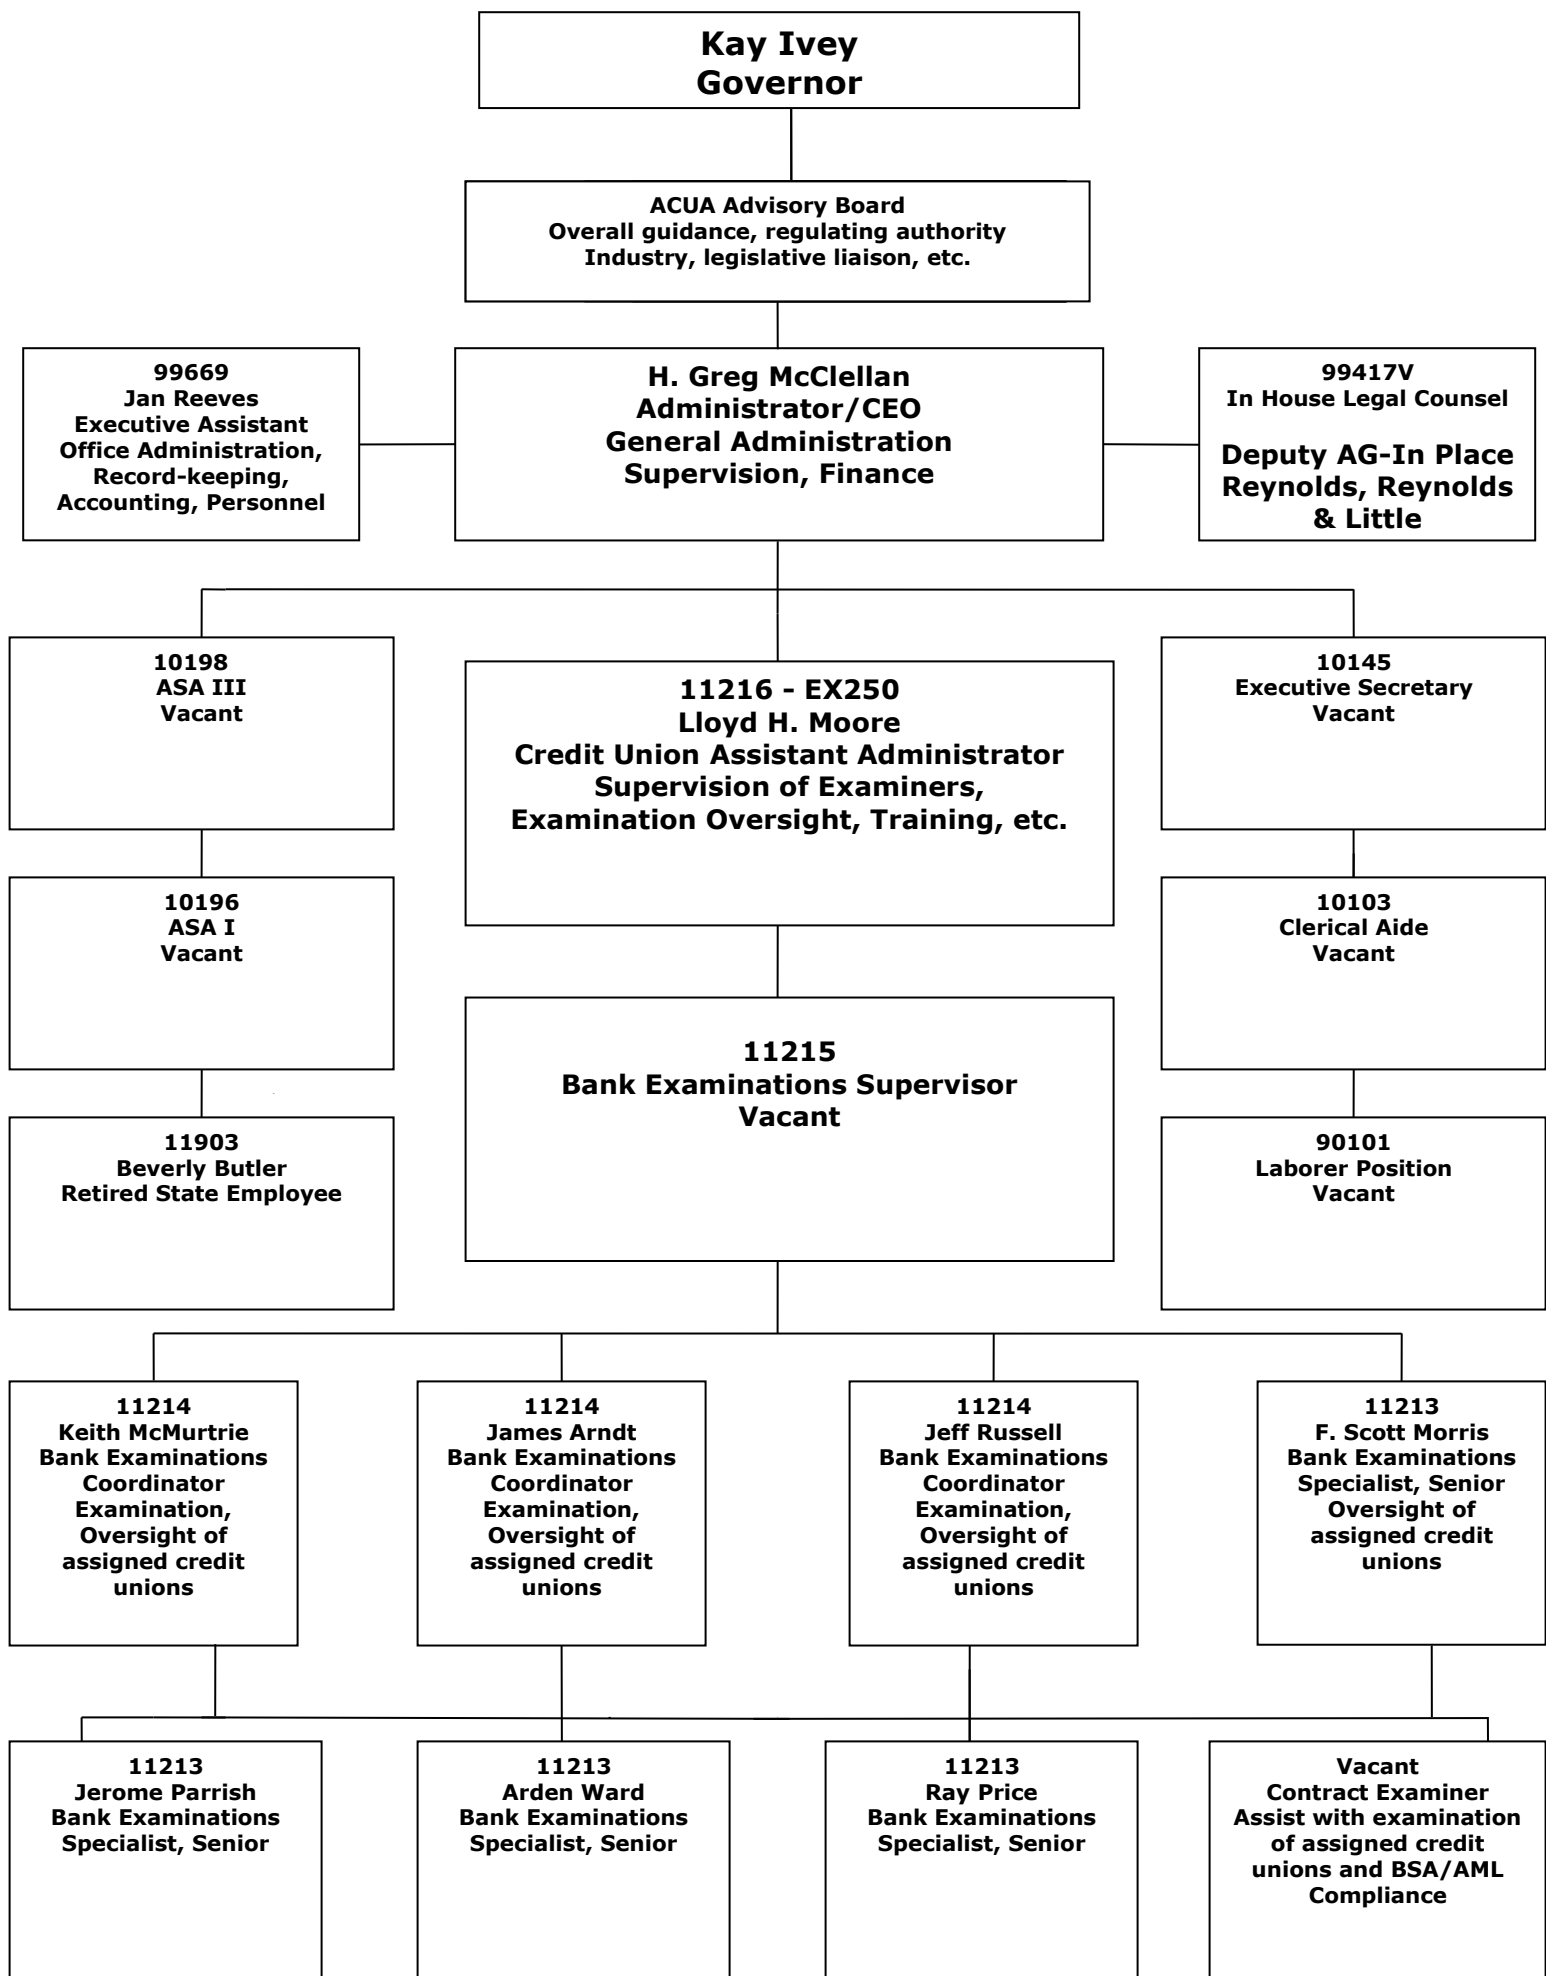 Kay Ivey
Governor
ACUA Advisory Board
Overall guidance, regulating authority
Industry, legislative liaison, etc.
99669
Jan Reeves
Executive Assistant
Office Administration,
Record-keeping,
Accounting, Personnel
H. Greg McClellan
Administrator/CEO
General Administration
Supervision, Finance
99417V
In House Legal Counsel
Deputy AG-In Place
Reynolds, Reynolds
& Little
10198
ASA III
Vacant
11216 - EX250
Lloyd H. Moore
Credit Union Assistant Administrator
Supervision of Examiners,
Examination Oversight, Training, etc.
10145
Executive Secretary
Vacant
10196
ASA I
Vacant
10103
Clerical Aide
Vacant
11215
Bank Examinations Supervisor
Vacant
11903
Beverly Butler
Retired State Employee
90101
Laborer Position
Vacant
11214
Keith McMurtrie
Bank Examinations
Coordinator
Examination,
Oversight of
assigned credit
unions
11214
James Arndt
Bank Examinations
Coordinator
Examination,
Oversight of
assigned credit
unions
11214
Jeff Russell
Bank Examinations
Coordinator
Examination,
Oversight of
assigned credit
unions
11213
F. Scott Morris
Bank Examinations
Specialist, Senior
Oversight of
assigned credit
unions
11213
Jerome Parrish
Bank Examinations
Specialist, Senior
11213
Arden Ward
Bank Examinations
Specialist, Senior
11213
Ray Price
Bank Examinations
Specialist, Senior
Vacant
Contract Examiner
Assist with examination
of assigned credit
unions and BSA/AML
Compliance